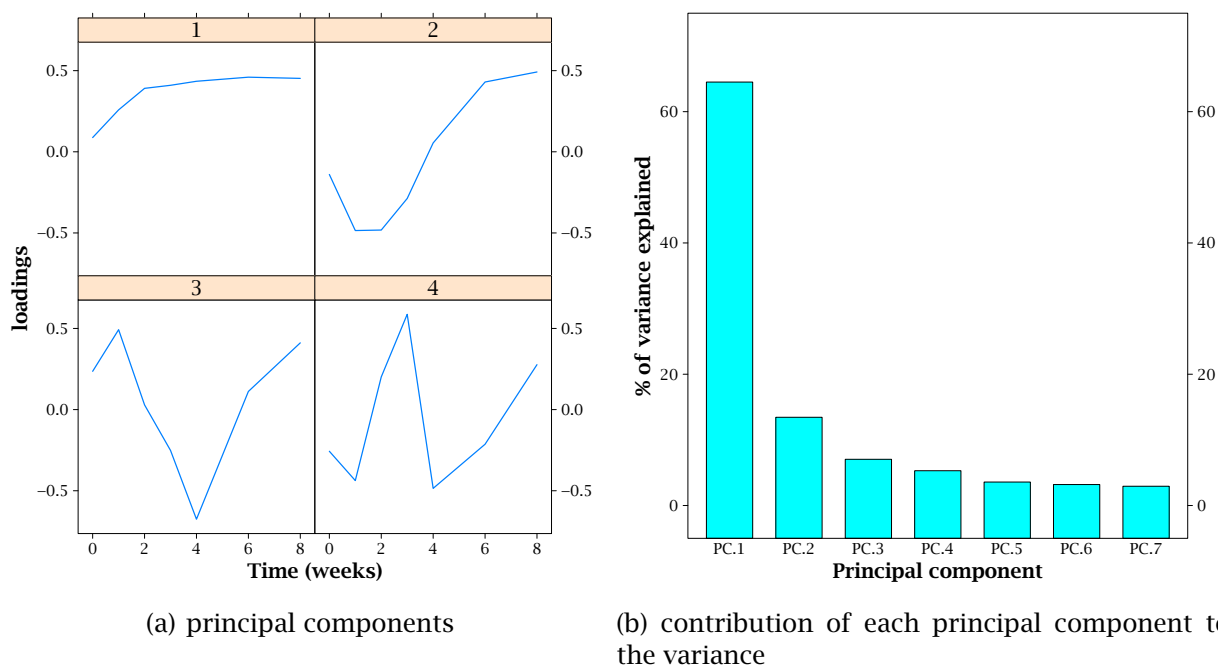 1 2
0.5 0.5
0.0 0.0
−0.5 −0.5
3 4
0.5 0.5
0.0 0.0
−0.5 −0.5
0 2 4 6 8 0 2 4 6 8
loadings
Time (weeks)
(a) principal components
60 60
40 40
20 20
0 0
% of variance explained
PC.1 PC.2 PC.3 PC.4 PC.5 PC.6 PC.7
Principal component
(b) contribution of each principal component to
the variance